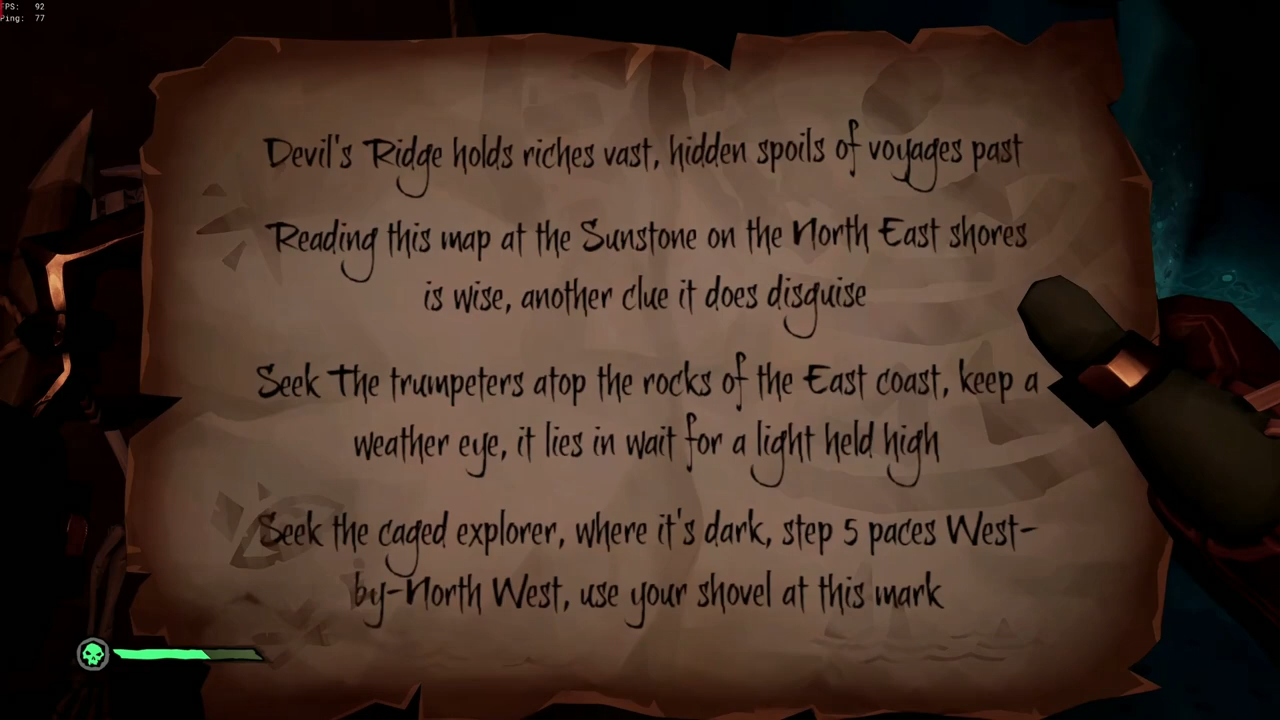 FPS: 92
Ping: 77
Devil's Ridge holds riches vast, hidden spoils of voyages past
Reading this map at the Sunstone on the North East shores
is wise, another clue it does disguise
Seek The trumpeters atop the rocks of the East coast, keep a
weather eye, it lies in wait for a light held high
Seek the caged explorer, where it's dark, step 5 paces West-
by-North West, use your shovel at this mark